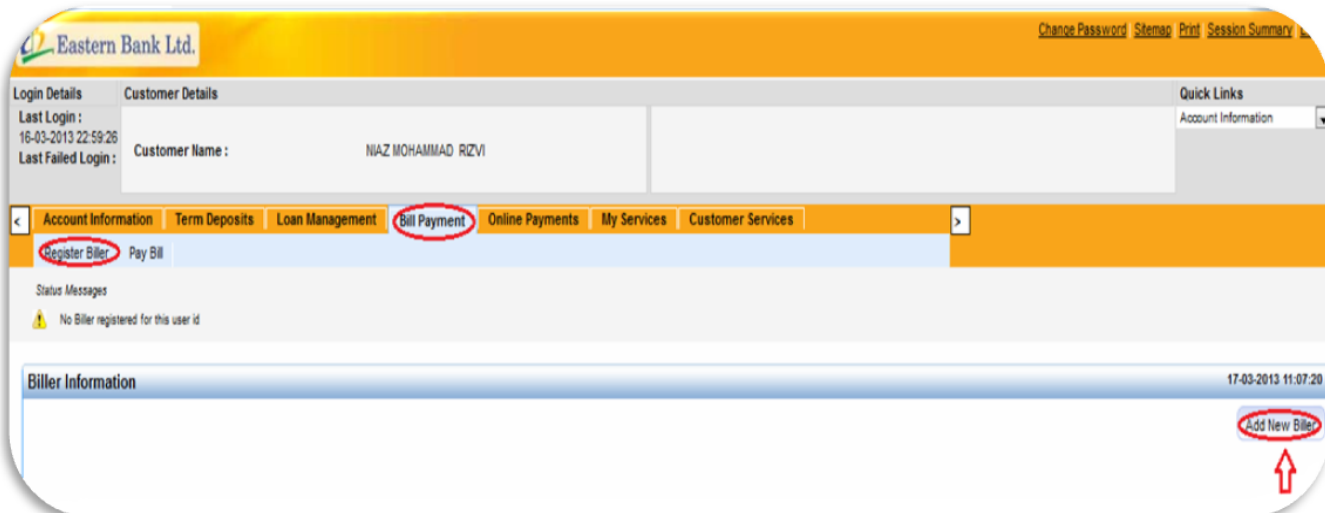 Eastern Bank Ltd.
Change Password Sitemap Print Session Summary
Login Details Customer Details Quick Links
Last Login : Account Information
16-03-2013 22:59:26
Customer Name : NIAZ MOHAMMAD RIZVI
Last Failed Login :
< Account Information Term Deposits Loan Management Bill Payment Online Payments My Services Customer Services >
Register Biller Pay Bill
Status Messages
No Biller registered for this user id
Biller Information 17-03-2013 11:07:20
Add New Biller